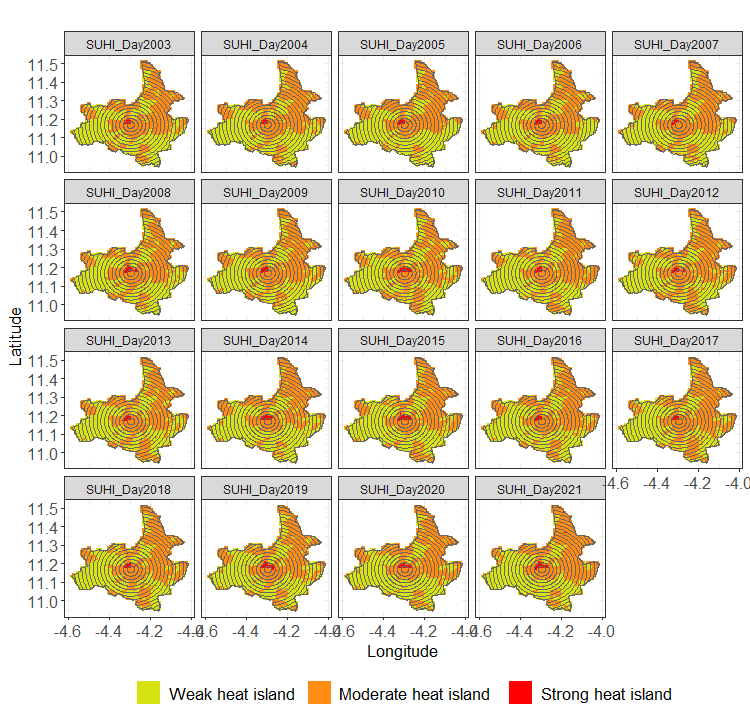 SUHI_Day2003 SUHI_Day2004 SUHI_Day2005 SUHI_Day2006 SUHI_Day2007
11.5
11.4
11.3
11.2
11.1
11.0
SUHI_Day2008 SUHI_Day2009 SUHI_Day2010 SUHI_Day2011 SUHI_Day2012
11.5
11.4
11.3
11.2
11.1
11.0
Latitude
SUHI_Day2013 SUHI_Day2014 SUHI_Day2015 SUHI_Day2016 SUHI_Day2017
11.5
11.4
11.3
11.2
11.1
11.0
-4.6 -4.4 -4.2 -4.0
SUHI_Day2018 SUHI_Day2019 SUHI_Day2020 SUHI_Day2021
11.5
11.4
11.3
11.2
11.1
11.0
-4.6 -4.4 -4.2 -4.0 -4.6 -4.4 -4.2 -4.0 -4.6 -4.4 -4.2 -4.0 -4.6 -4.4 -4.2 -4.0
Longitude
Weak heat island Moderate heat island Strong heat island